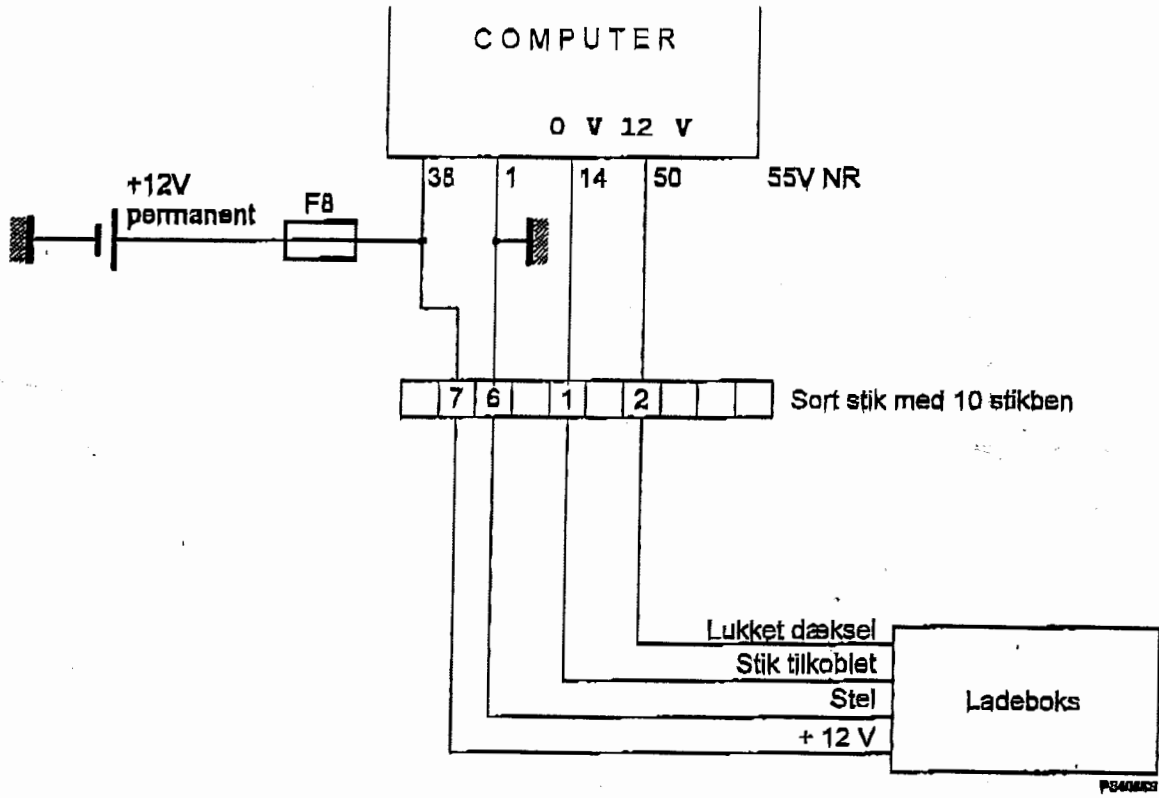 COMPUTER
0 V 12 V
38 1 14 50 55V NR
+12V
permanent
F8
7 6 1 2 Sort stik med 10 stikben
Lukket dæksel
Stik tilkoblet
Stel
+ 12 V
Ladeboks